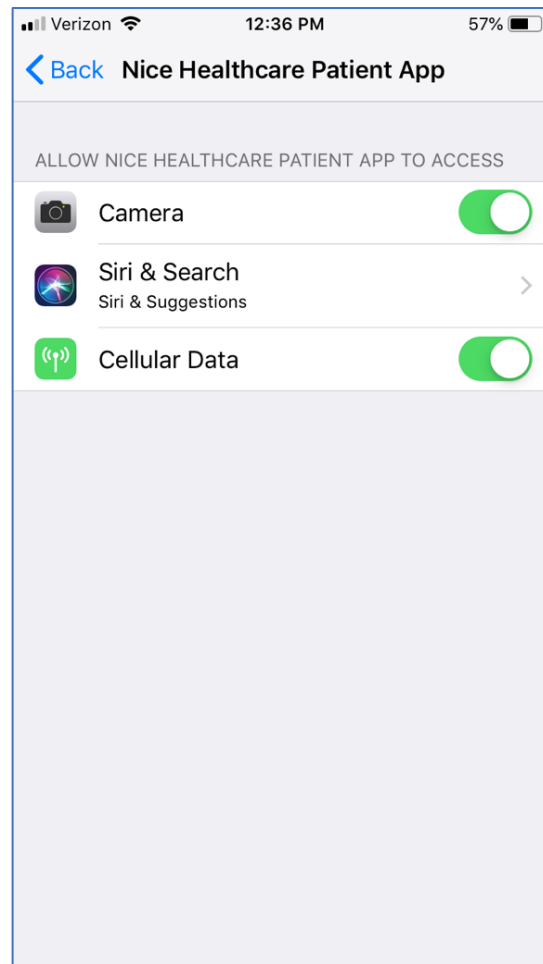 Verizon 12:36 PM 57%
Back Nice Healthcare Patient App
ALLOW NICE HEALTHCARE PATIENT APP TO ACCESS
Camera
Siri & Search
Siri & Suggestions
Cellular Data